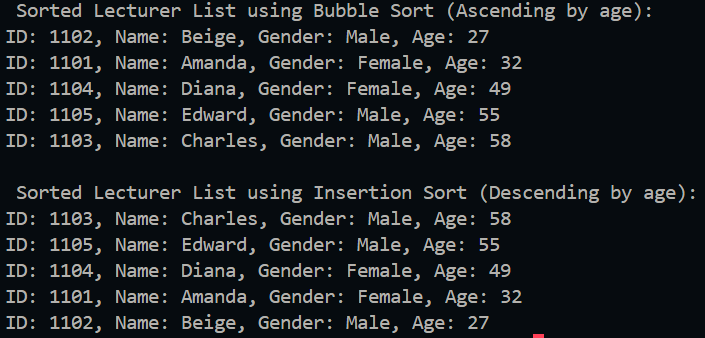 Sorted Lecturer List using Bubble Sort (Ascending by age):
ID: 1102, Name: Beige, Gender: Male, Age: 27
ID: 1101, Name: Amanda, Gender: Female, Age: 32
ID: 1104, Name: Diana, Gender: Female, Age: 49
ID: 1105, Name: Edward, Gender: Male, Age: 55
ID: 1103, Name: Charles, Gender: Male, Age: 58
Sorted Lecturer List using Insertion Sort (Descending by age):
ID: 1103, Name: Charles, Gender: Male, Age: 58
ID: 1105, Name: Edward, Gender: Male, Age: 55
ID: 1104, Name: Diana, Gender: Female, Age: 49
ID: 1101, Name: Amanda, Gender: Female, Age: 32
ID: 1102, Name: Beige, Gender: Male, Age: 27